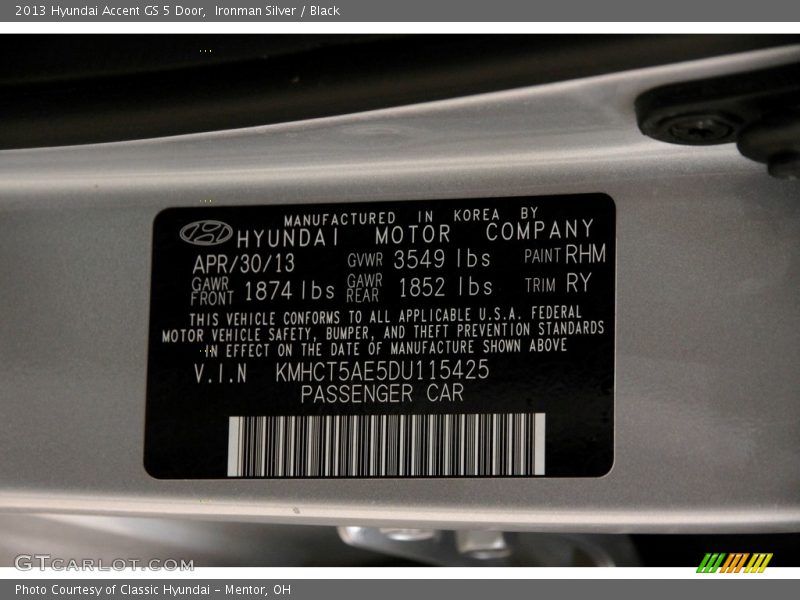 2013 Hyundai Accent GS 5 Door,  Ironman Silver / Black
MANUFACTURED IN KOREA BY
HYUNDAI MOTOR COMPANY
APR/30/13 GVWR 3549 lbs PAINT RHM
GAWR FRONT 1874 lbs GAWR REAR 1852 lbs TRIM RY
THIS VEHICLE CONFORMS TO ALL APPLICABLE U.S.A. FEDERAL
MOTOR VEHICLE SAFETY, BUMPER, AND THEFT PREVENTION STANDARDS
IN EFFECT ON THE DATE OF MANUFACTURE SHOWN ABOVE
V.I.N KMHCT5AE5DU115425
PASSENGER CAR
GTCARLOT.COM
Photo Courtesy of Classic Hyundai - Mentor, OH